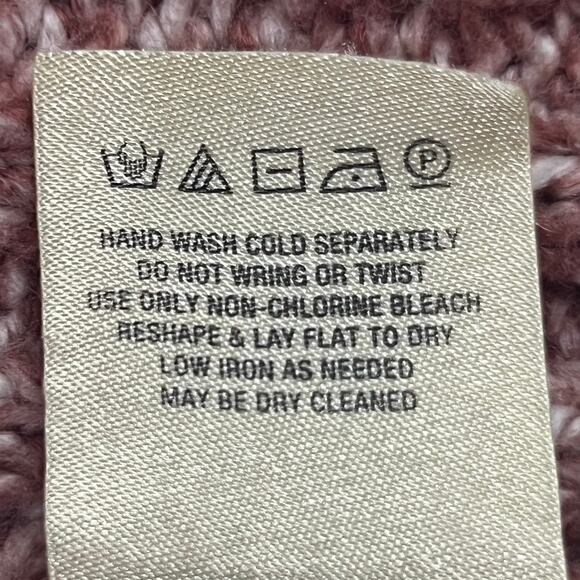 P
HAND WASH COLD SEPARATELY
DO NOT WRING OR TWIST
USE ONLY NON-CHLORINE BLEACH
RESHAPE & LAY FLAT TO DRY
LOW IRON AS NEEDED
MAY BE DRY CLEANED